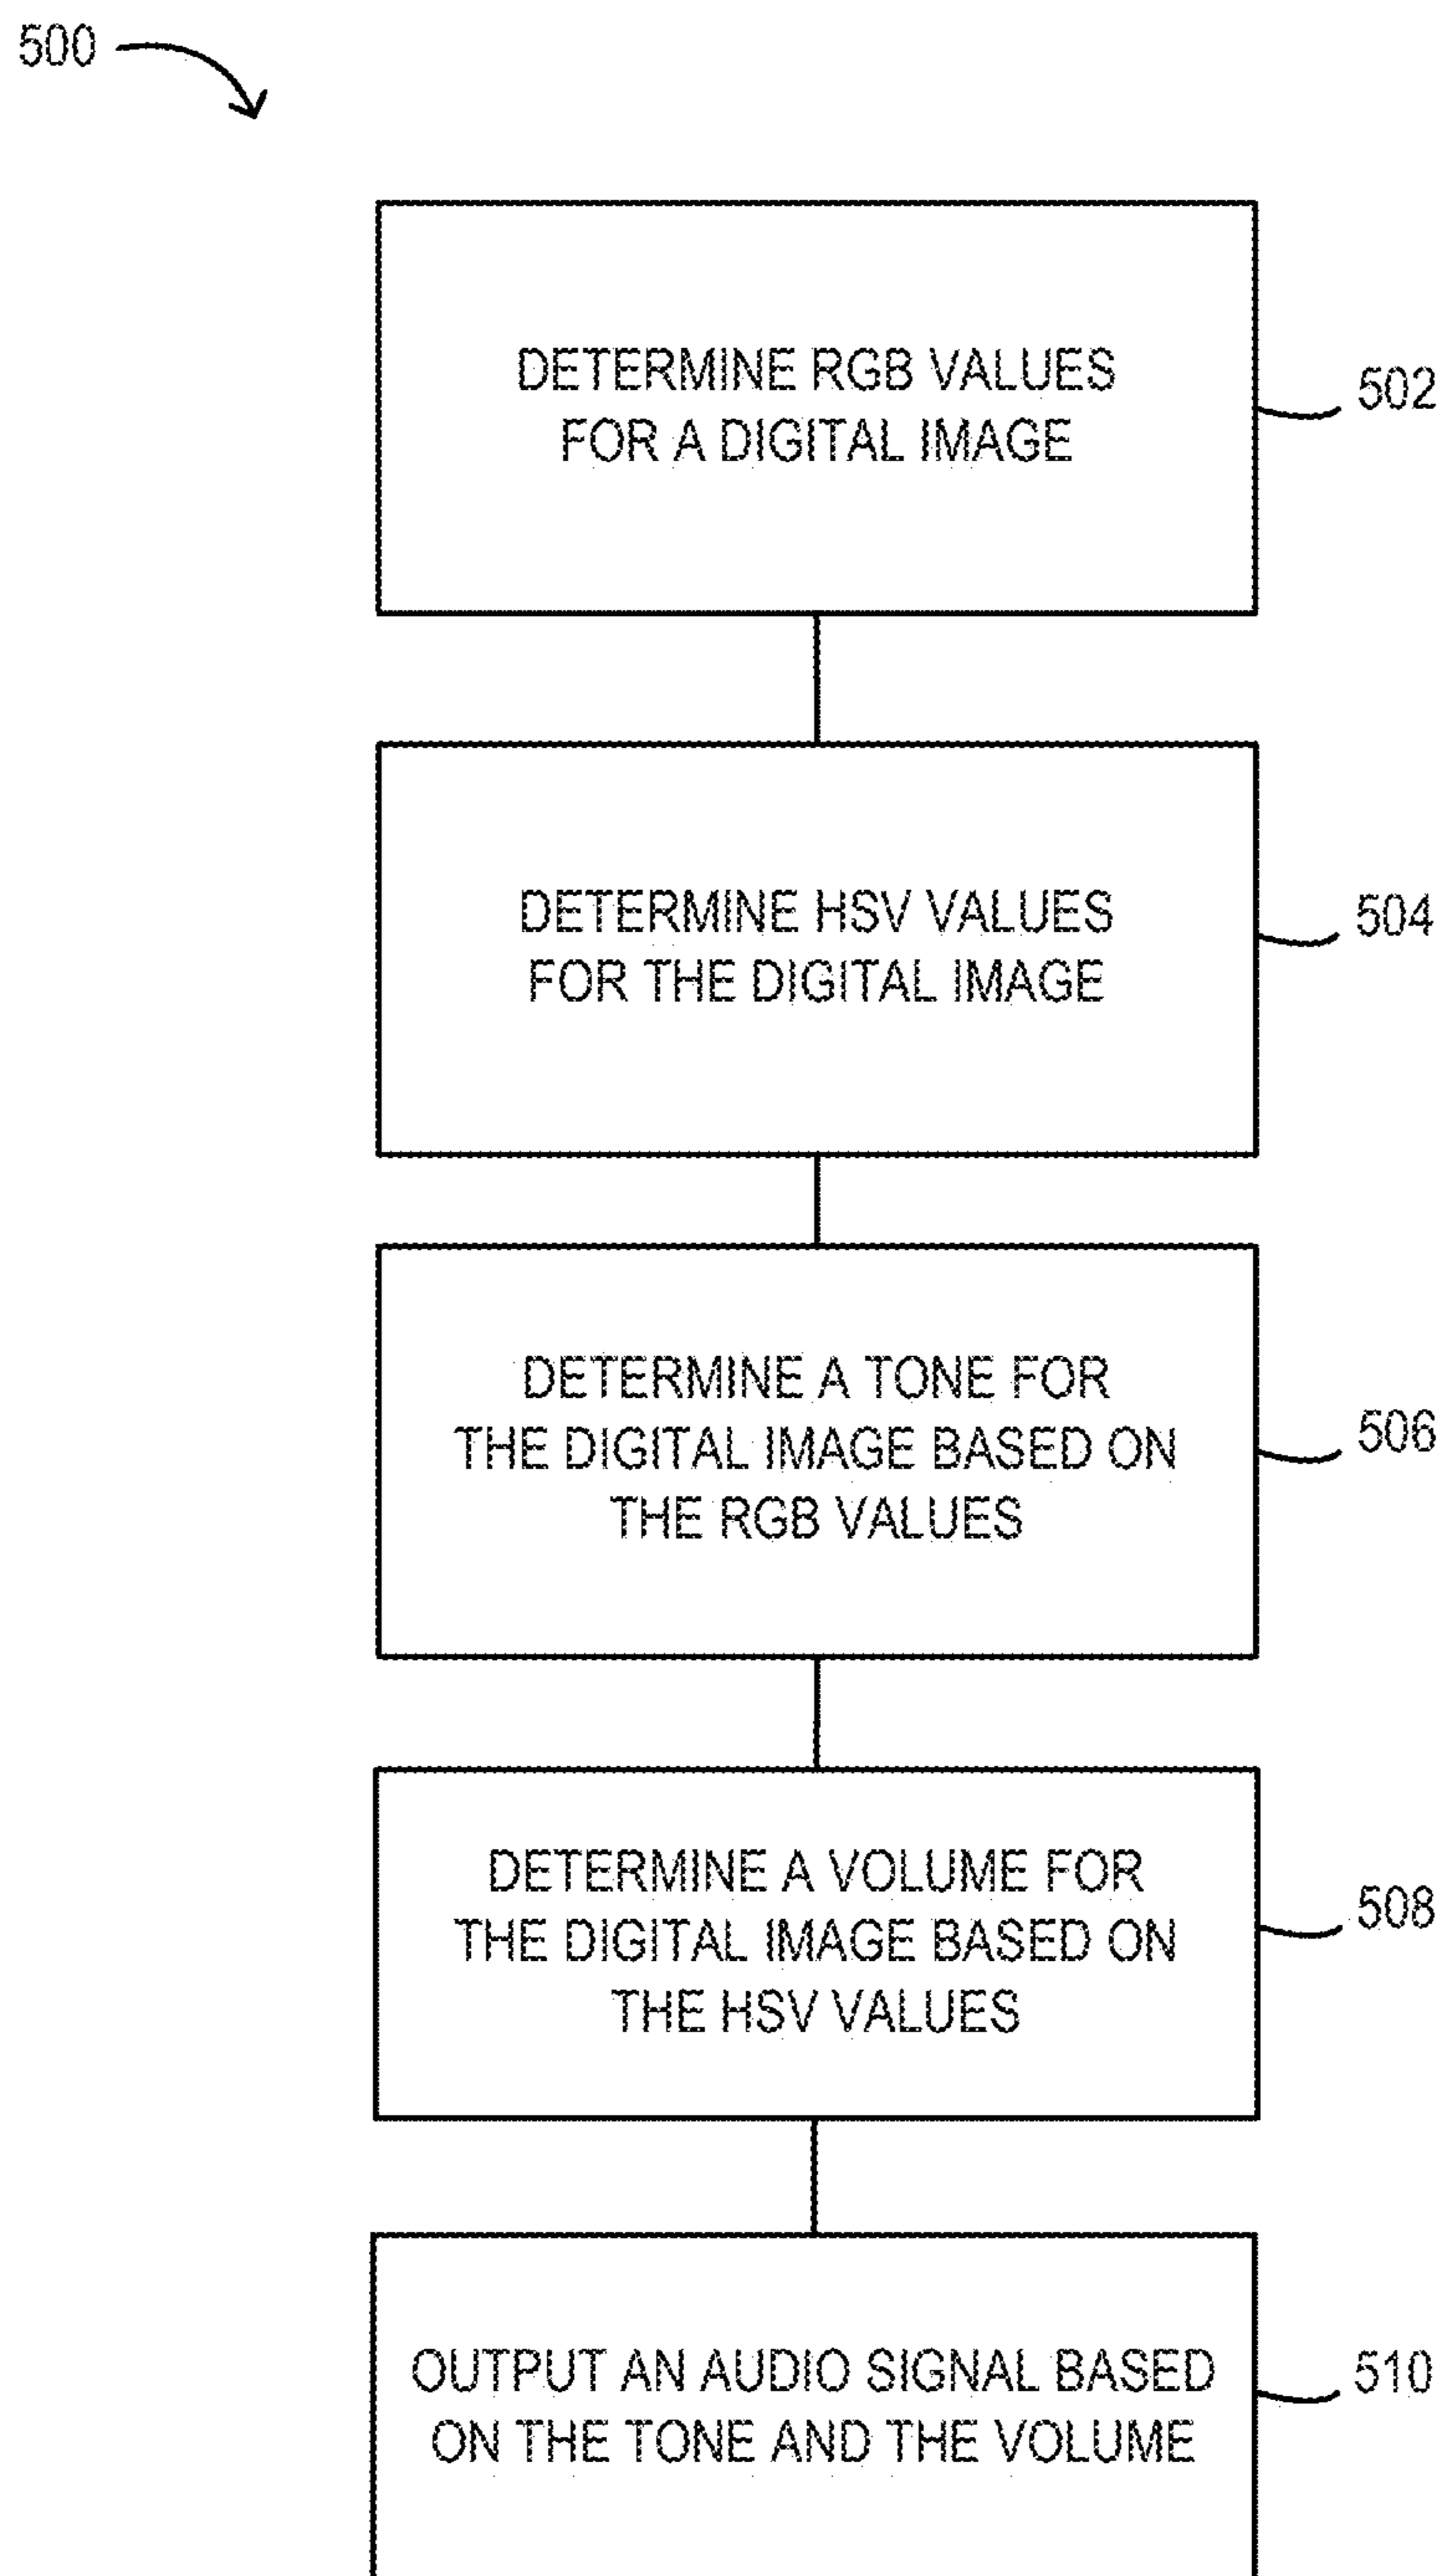 500
DETERMINE RGB VALUES
FOR A DIGITAL IMAGE
502
DETERMINE HSV VALUES
FOR THE DIGITAL IMAGE
504
DETERMINE A TONE FOR
THE DIGITAL IMAGE BASED ON
THE RGB VALUES
506
DETERMINE A VOLUME FOR
THE DIGITAL IMAGE BASED ON
THE HSV VALUES
508
OUTPUT AN AUDIO SIGNAL BASED
ON THE TONE AND THE VOLUME
510